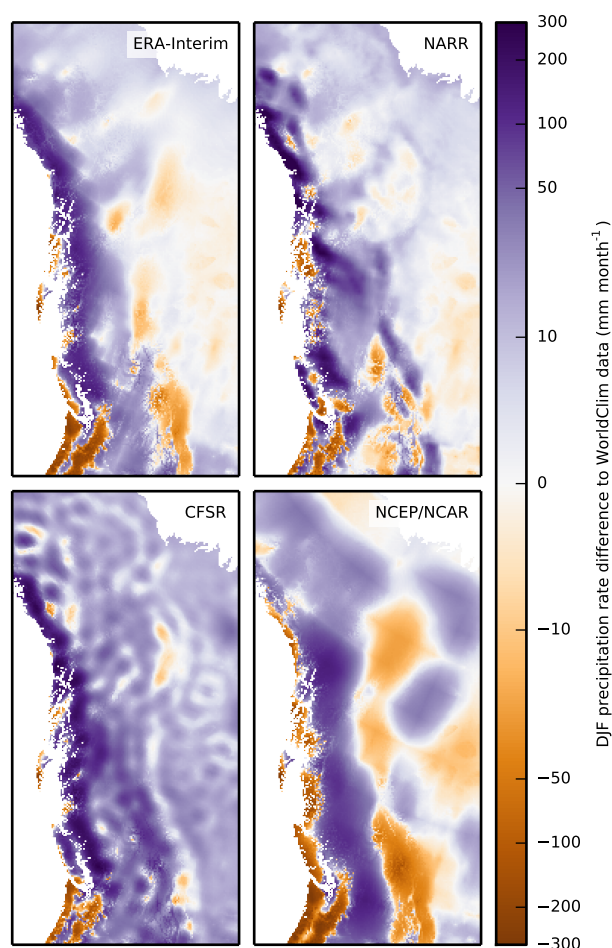 ERA-Interim
NARR
CFSR
NCEP/NCAR
300
200
100
50
10
0
−10
−50
−100
−200
−300
DJF precipitation rate difference to WorldClim data (mm month⁻¹)